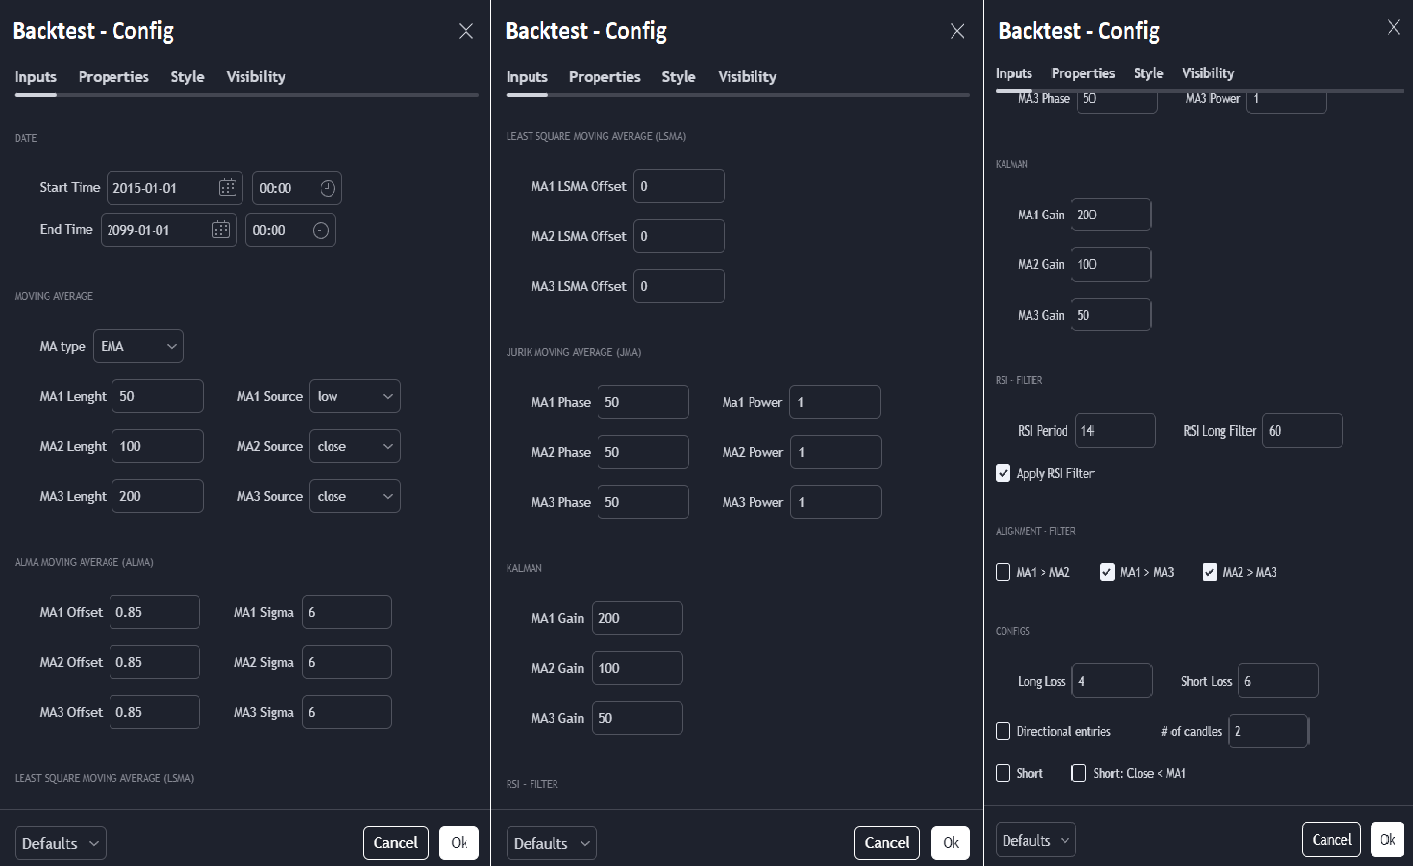 Backtest - Config
Inputs Properties Style Visibility
DATE
Start Time 2015-01-01 00:00
End Time 2099-01-01 00:00
MOVING AVERAGE
MA type EMA
MA1 Lenght 50 MA1 Source low
MA2 Lenght 100 MA2 Source close
MA3 Lenght 200 MA3 Source close
ALMA MOVING AVERAGE (ALMA)
MA1 Offset 0.85 MA1 Sigma 6
MA2 Offset 0.85 MA2 Sigma 6
MA3 Offset 0.85 MA3 Sigma 6
LEAST SQUARE MOVING AVERAGE (LSMA)
Defaults Cancel Ok
Backtest - Config
Inputs Properties Style Visibility
LEAST SQUARE MOVING AVERAGE (LSMA)
MA1 LSMA Offset 0
MA2 LSMA Offset 0
MA3 LSMA Offset 0
JURIK MOVING AVERAGE (JMA)
MA1 Phase 50 Ma1 Power 1
MA2 Phase 50 MA2 Power 1
MA3 Phase 50 MA3 Power 1
KALMAN
MA1 Gain 200
MA2 Gain 100
MA3 Gain 50
RSI - FILTER
Defaults Cancel Ok
Backtest - Config
Inputs Properties Style Visibility
MA3 Phase 50 MA3 Power 1
KALMAN
MA1 Gain 200
MA2 Gain 100
MA3 Gain 50
RSI - FILTER
RSI Period 14 RSI Long Filter 60
Apply RSI Filter
ALIGNMENT - FILTER
MA1 > MA2 MA1 > MA3 MA2 > MA3
CONFIGS
Long Loss 4 Short Loss 6
Directional entries # of candles 2
Short Short: Close < MA1
Defaults Cancel Ok